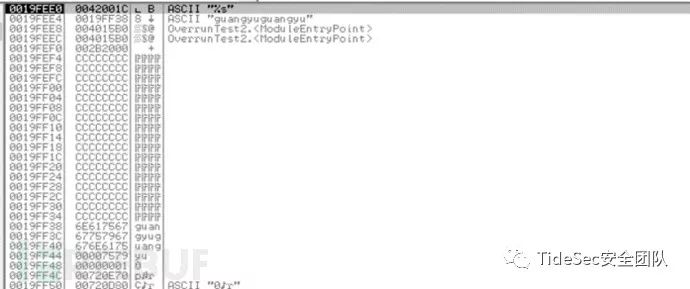 0019FEE0 0042001C ∟ B ASCII "%s"
0019FEE4 0019FF38 8 ↓ ASCII "guangyuguangyu"
0019FEE8 004015B0 §@ OverrunTest2.<ModuleEntryPoint>
0019FEEC 004015B0 §@ OverrunTest2.<ModuleEntryPoint>
0019FEF0 002B2000 +
0019FEF4 CCCCCCCC
0019FEF8 CCCCCCCC
0019FEFC CCCCCCCC
0019FF00 CCCCCCCC
0019FF04 CCCCCCCC
0019FF08 CCCCCCCC
0019FF0C CCCCCCCC
0019FF10 CCCCCCCC
0019FF14 CCCCCCCC
0019FF18 CCCCCCCC
0019FF1C CCCCCCCC
0019FF20 CCCCCCCC
0019FF24 CCCCCCCC
0019FF28 CCCCCCCC
0019FF2C CCCCCCCC
0019FF30 CCCCCCCC
0019FF34 CCCCCCCC
0019FF38 6E617567 guan
0019FF3C 67757967 gyug
0019FF40 676E6175 uang
0019FF44 00007579 yu
0019FF48 00000001
0019FF4C 00720E70
0019FF50 00720D80 ASCII "0♪r"
TideSec安全团队